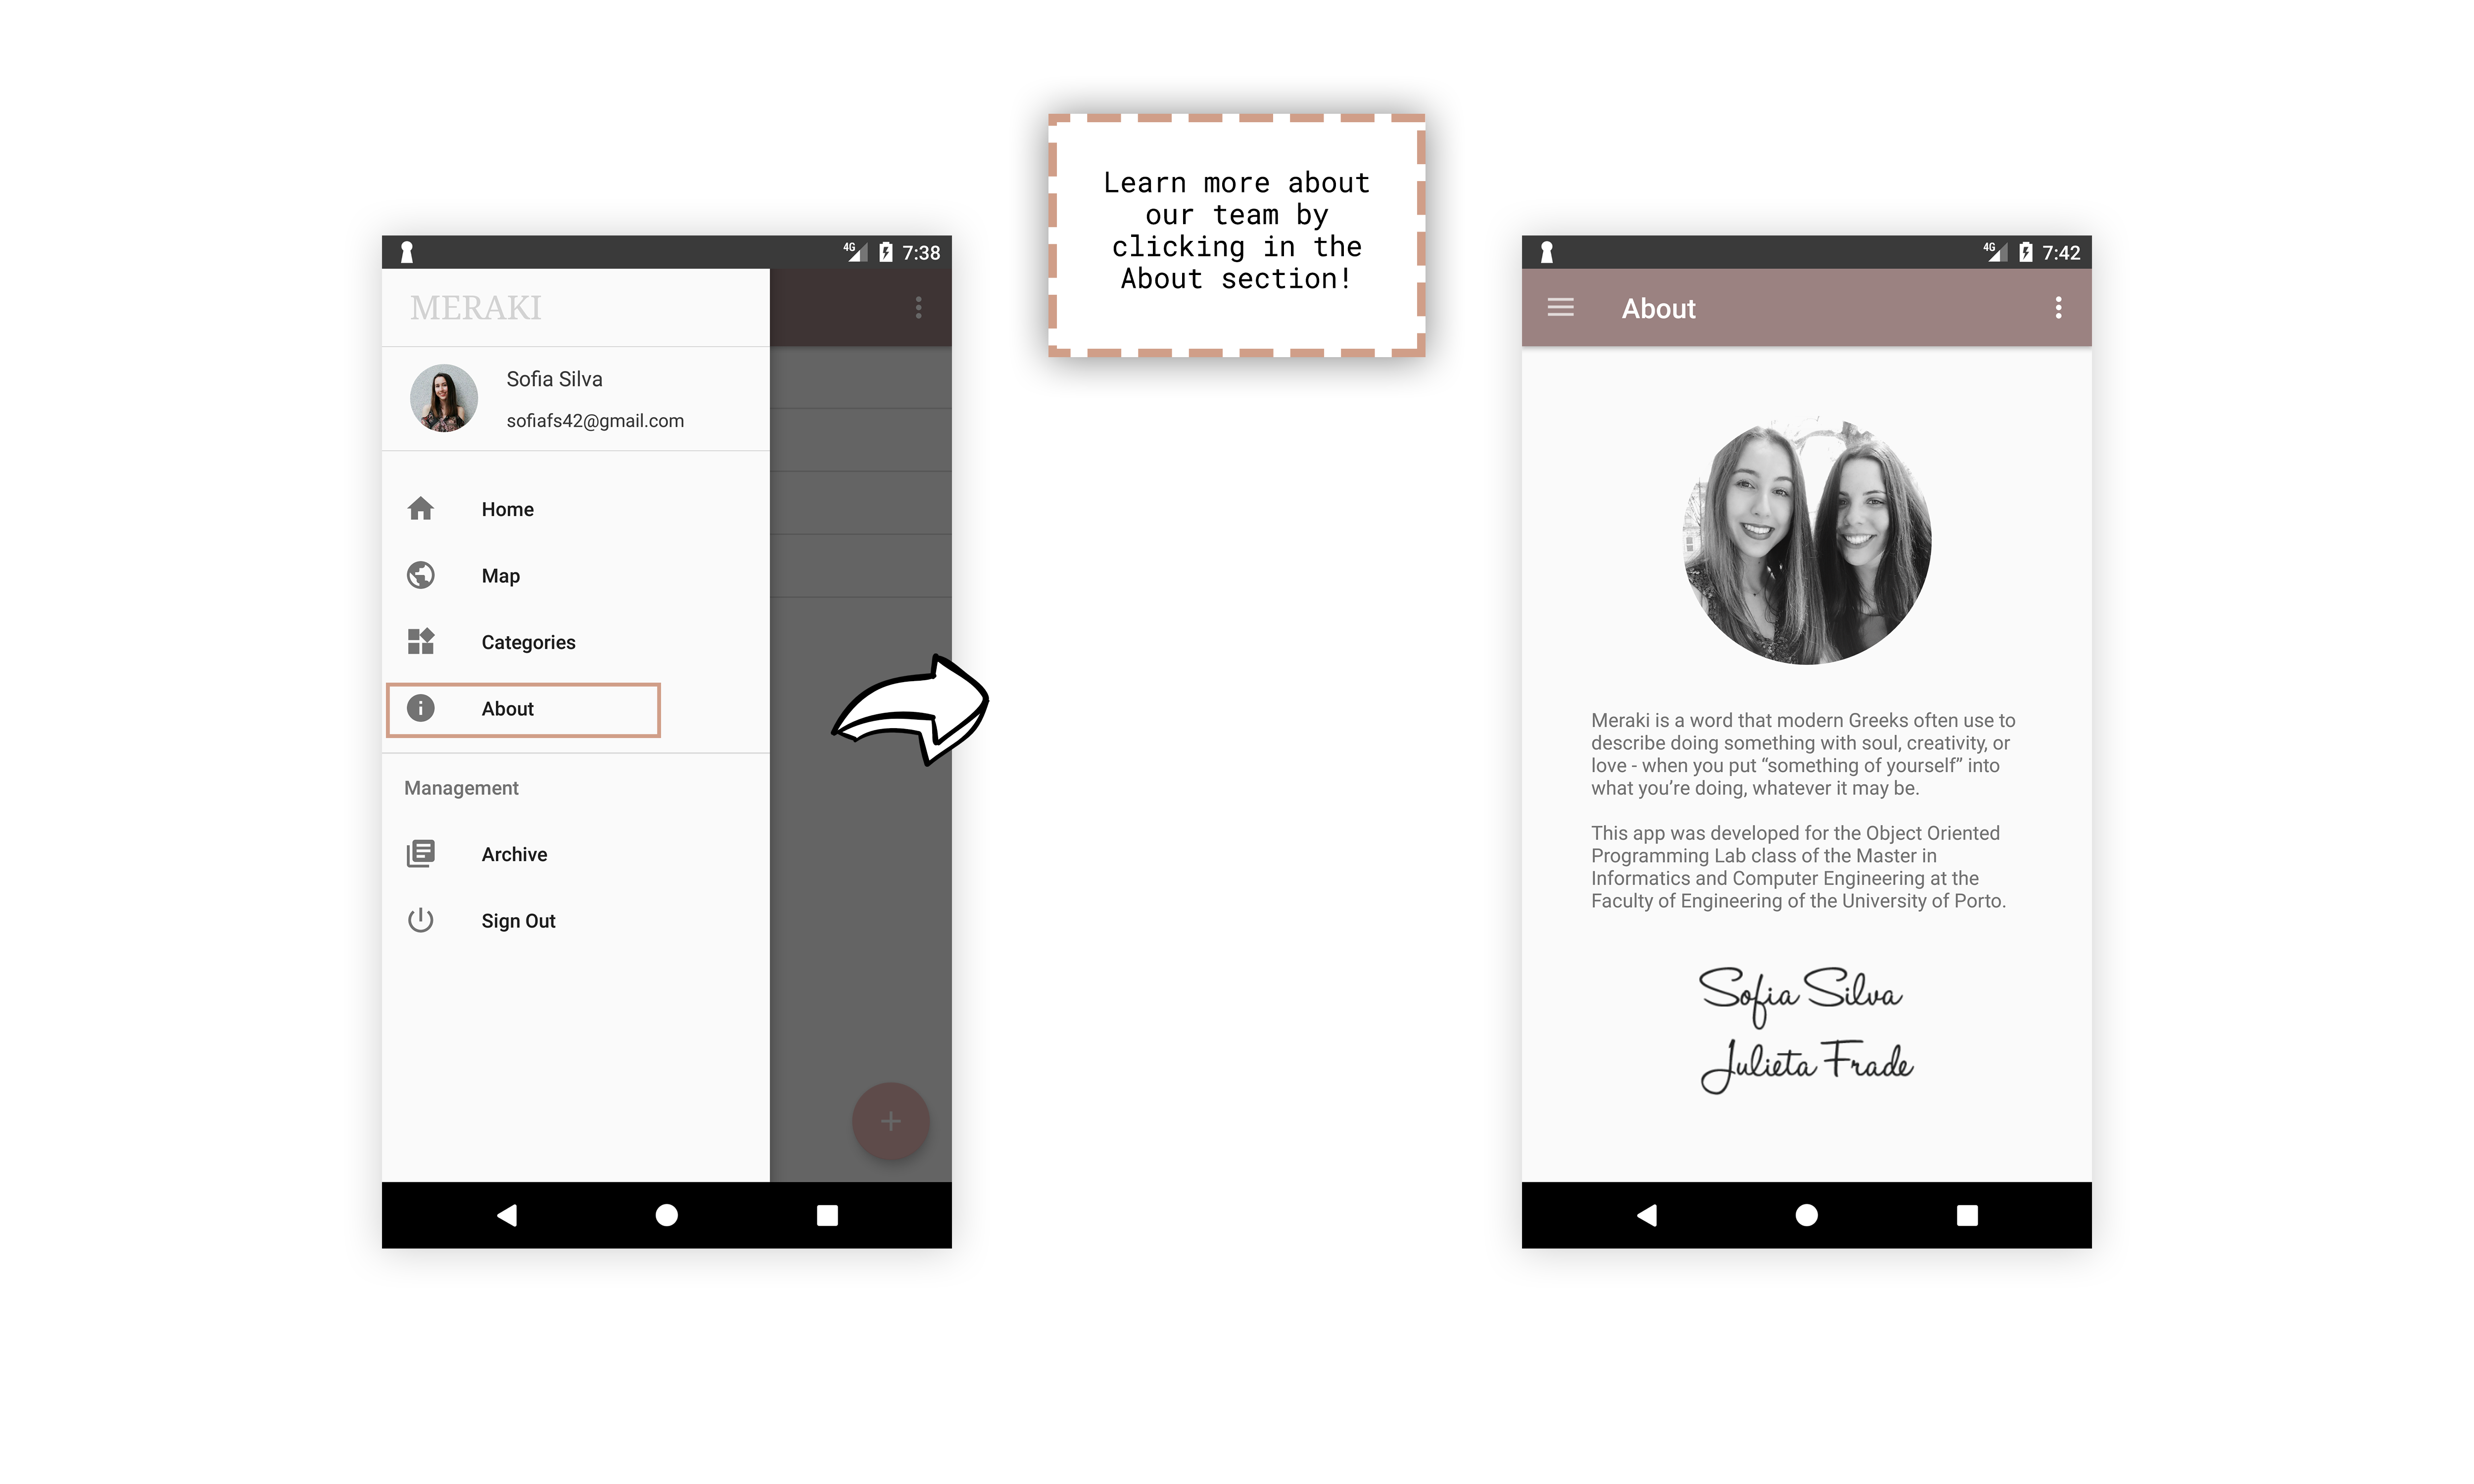 Learn more about
our team by
clicking in the
About section!
4G 7:38
MERAKI
Sofia Silva
sofiafs42@gmail.com
Home
Map
Categories
About
Management
Archive
Sign Out
4G 7:42
About
Meraki is a word that modern Greeks often use to
describe doing something with soul, creativity, or
love - when you put “something of yourself” into
what you’re doing, whatever it may be.
This app was developed for the Object Oriented
Programming Lab class of the Master in
Informatics and Computer Engineering at the
Faculty of Engineering of the University of Porto.
Sofia Silva
Julieta Frade